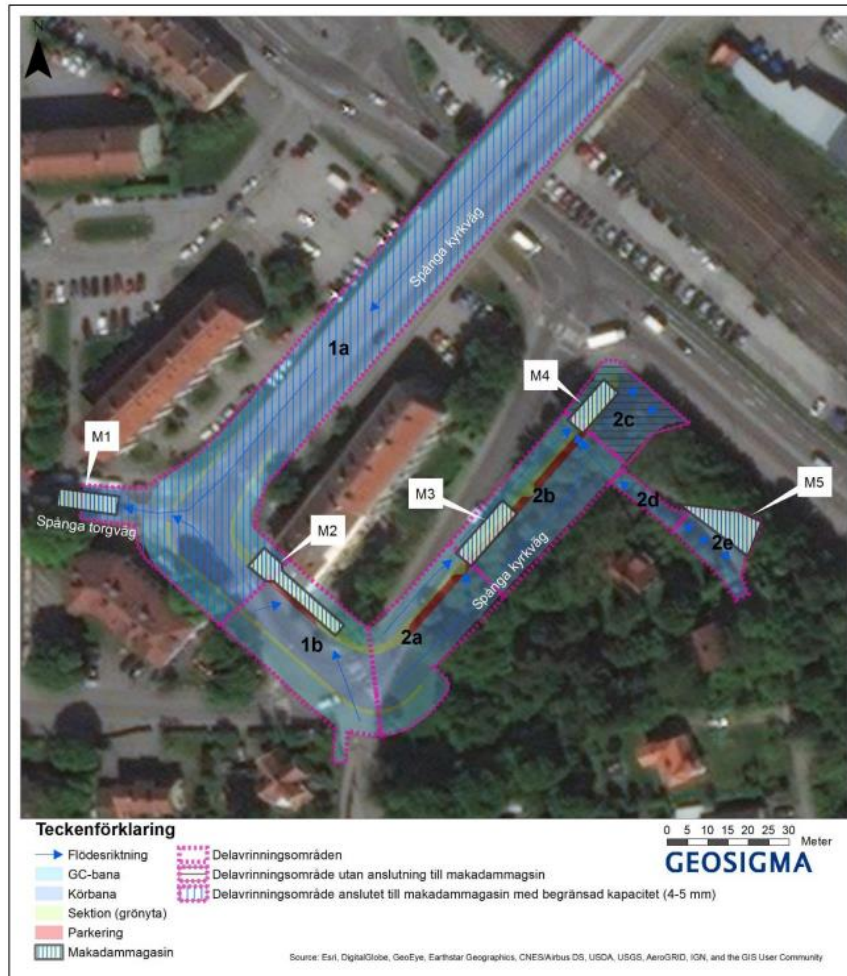 N
Spånga kyrkväg
1a
M4
2c
M1
M5
2d
M3
2b
2e
Spånga torgväg
M2
Spånga kyrkväg
2a
1b
Teckenförklaring
Flödesriktning
GC-bana
Körbana
Sektion (grönyta)
Parkering
Makadammagasin
Delavrinningsområden
Delavrinningsområde utan anslutning till makadammagsin
Delavrinningsområde anslutet till makadammagasin med begränsad kapacitet (4-5 mm)
0 5 10 15 20 25 30
Meter
GEOSIGMA
Source: Esri, DigitalGlobe, GeoEye, Earthstar Geographics, CNES/Airbus DS, USDA, USGS, AeroGRID, IGN, and the GIS User Community